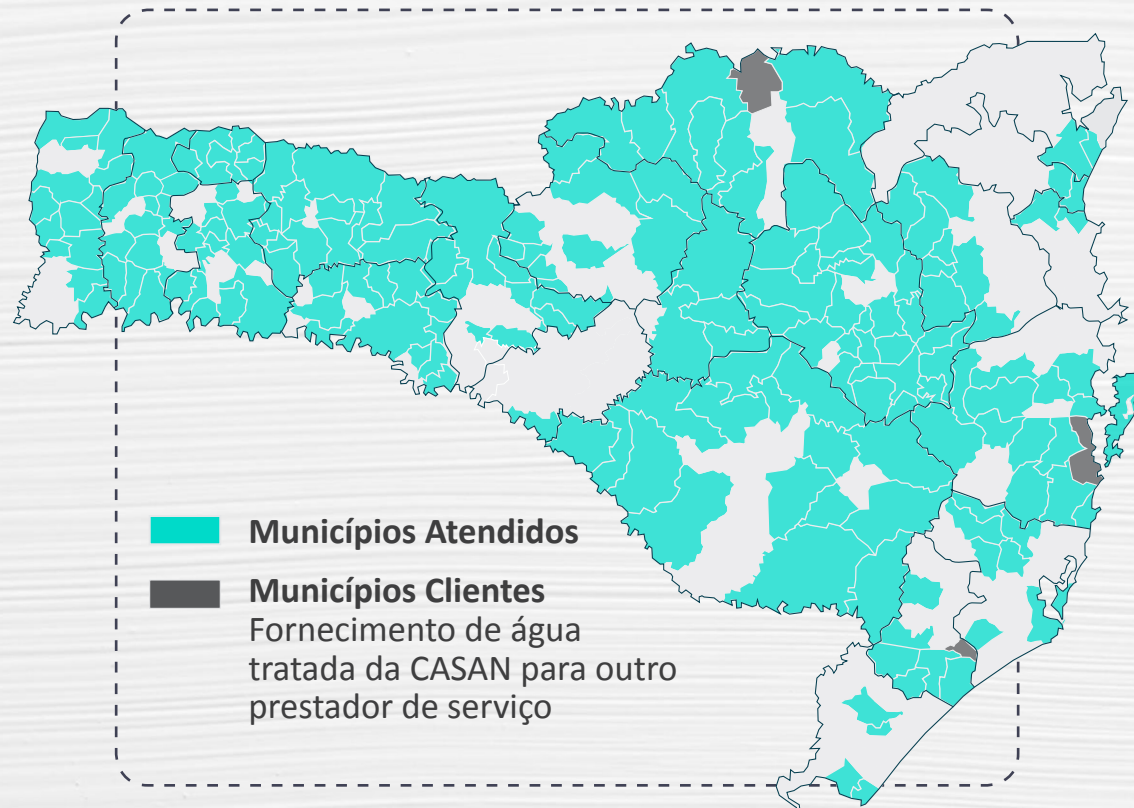 Municípios Atendidos
Municípios Clientes
Fornecimento de água
tratada da CASAN para outro
prestador de serviço